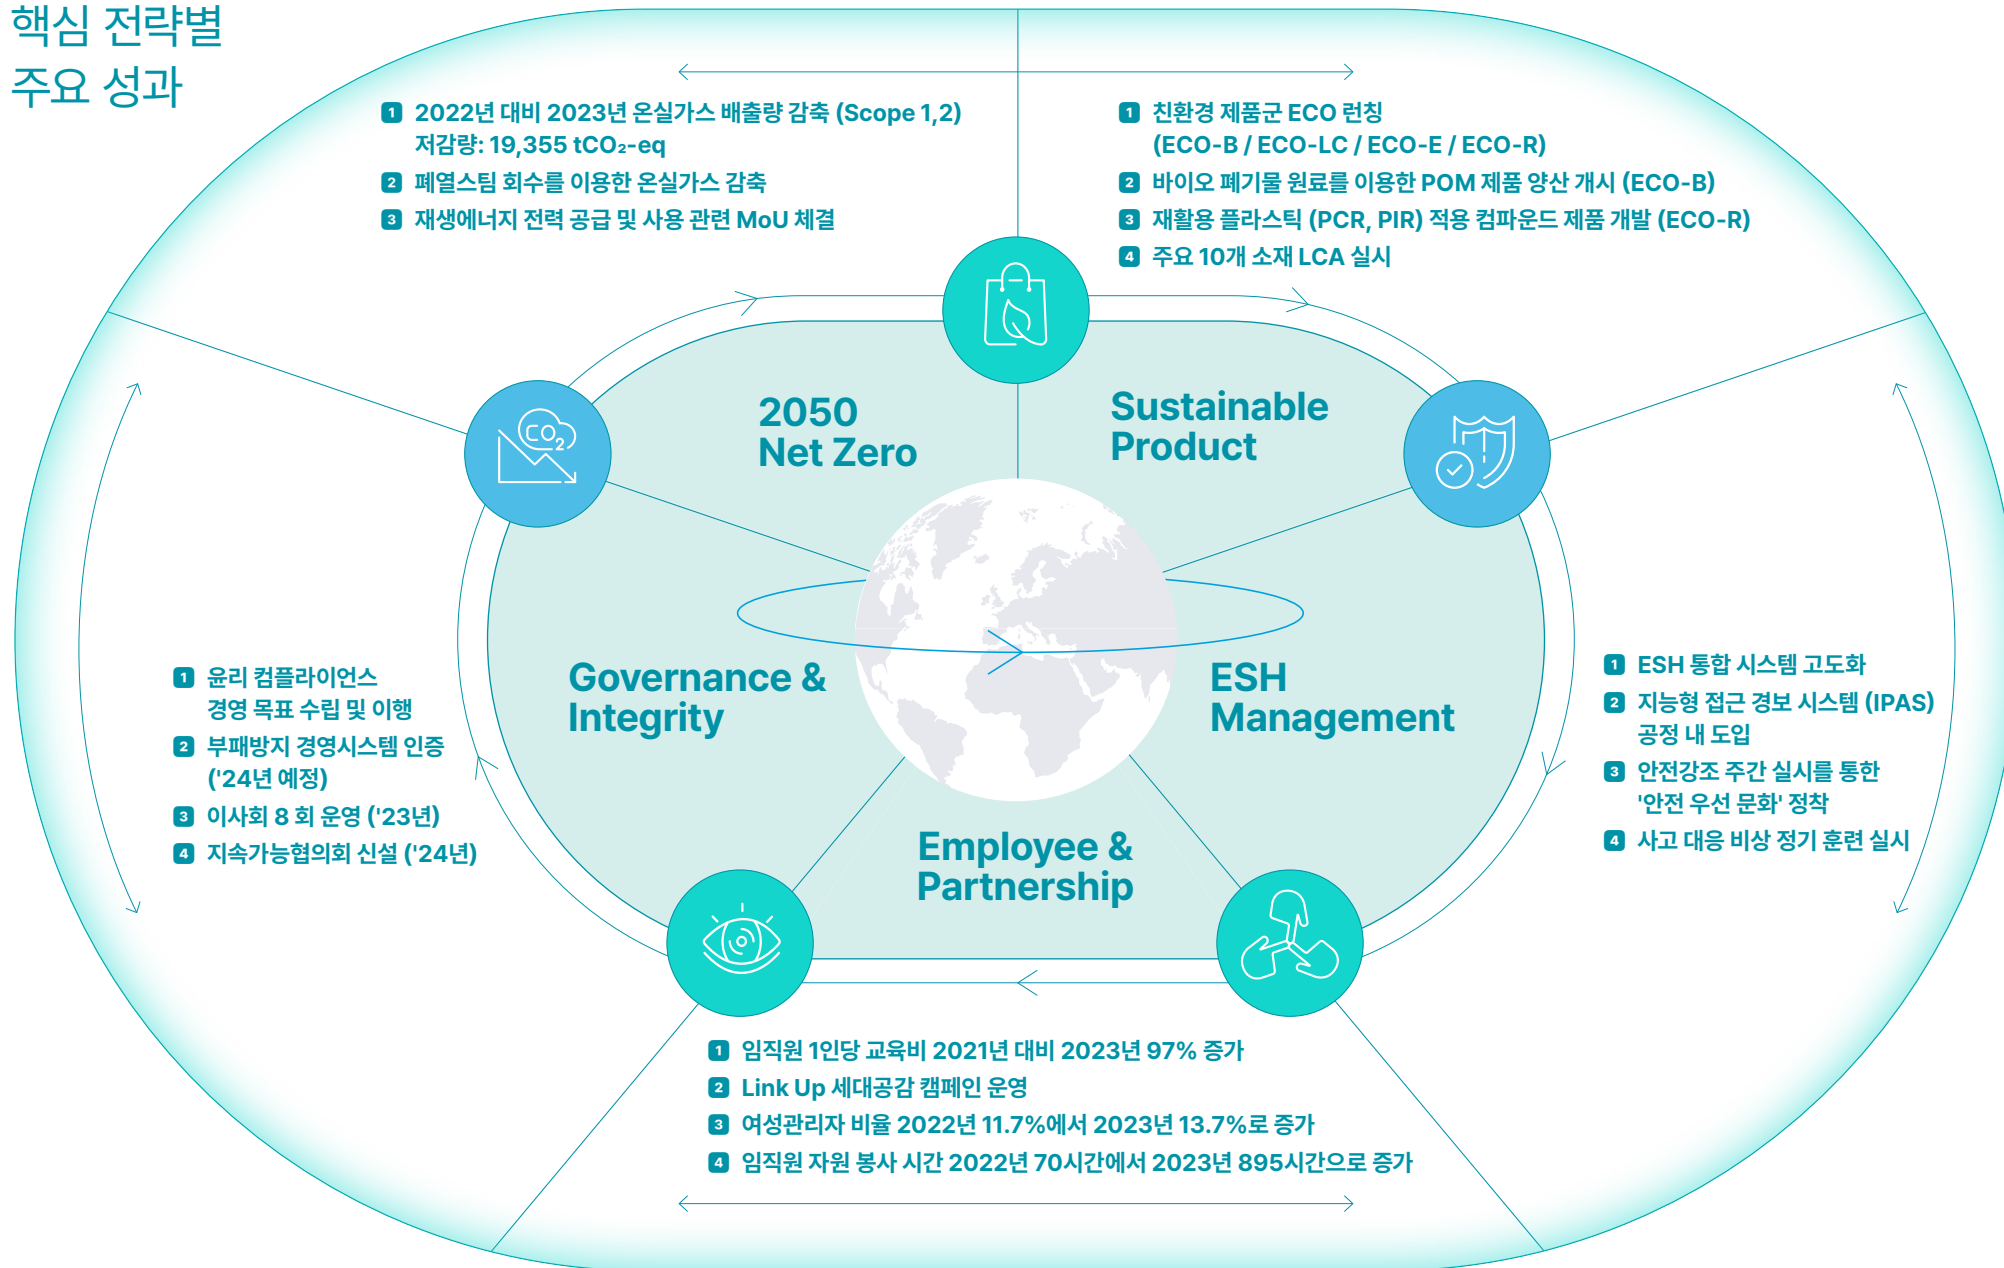 핵심 전략별
주요 성과
1 2022년 대비 2023년 온실가스 배출량 감축 (Scope 1,2)
저감량: 19,355 tCO₂-eq
2 폐열스팀 회수를 이용한 온실가스 감축
3 재생에너지 전력 공급 및 사용 관련 MoU 체결
1 친환경 제품군 ECO 런칭
(ECO-B / ECO-LC / ECO-E / ECO-R)
2 바이오 폐기물 원료를 이용한 POM 제품 양산 개시 (ECO-B)
3 재활용 플라스틱 (PCR, PIR) 적용 컴파운드 제품 개발 (ECO-R)
4 주요 10개 소재 LCA 실시
CO₂
2050
Net Zero
Sustainable
Product
Governance &
Integrity
ESH
Management
Employee &
Partnership
1 윤리 컴플라이언스
경영 목표 수립 및 이행
2 부패방지 경영시스템 인증
('24년 예정)
3 이사회 8 회 운영 ('23년)
4 지속가능협의회 신설 ('24년)
1 ESH 통합 시스템 고도화
2 지능형 접근 경보 시스템 (IPAS)
공정 내 도입
3 안전강조 주간 실시를 통한
'안전 우선 문화' 정착
4 사고 대응 비상 정기 훈련 실시
1 임직원 1인당 교육비 2021년 대비 2023년 97% 증가
2 Link Up 세대공감 캠페인 운영
3 여성관리자 비율 2022년 11.7%에서 2023년 13.7%로 증가
4 임직원 자원 봉사 시간 2022년 70시간에서 2023년 895시간으로 증가